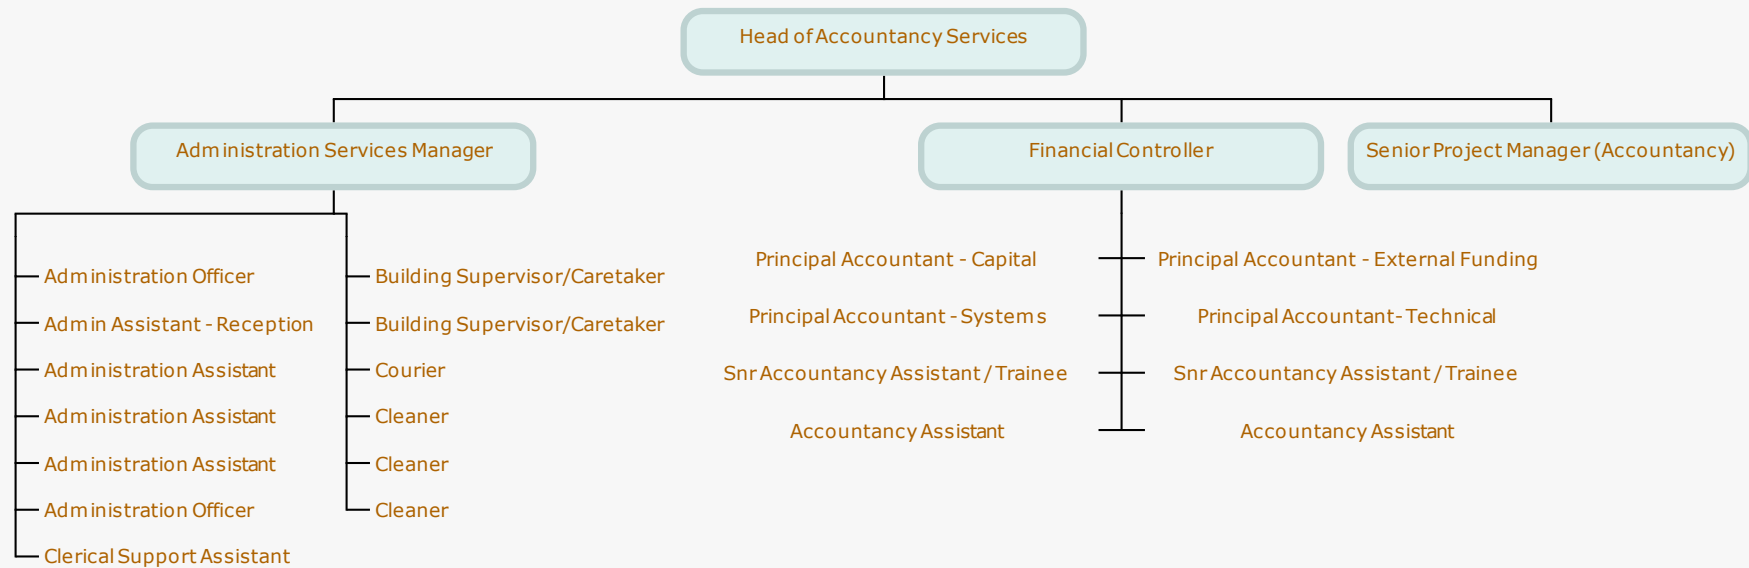 Head of Accountancy Services
Administration Services Manager
Financial Controller
Senior Project Manager (Accountancy)
Administration Officer
Admin Assistant - Reception
Administration Assistant
Administration Assistant
Administration Assistant
Administration Officer
Clerical Support Assistant
Building Supervisor/Caretaker
Building Supervisor/Caretaker
Courier
Cleaner
Cleaner
Cleaner
Principal Accountant - Capital
Principal Accountant - External Funding
Principal Accountant - Systems
Principal Accountant- Technical
Snr Accountancy Assistant / Trainee
Snr Accountancy Assistant / Trainee
Accountancy Assistant
Accountancy Assistant